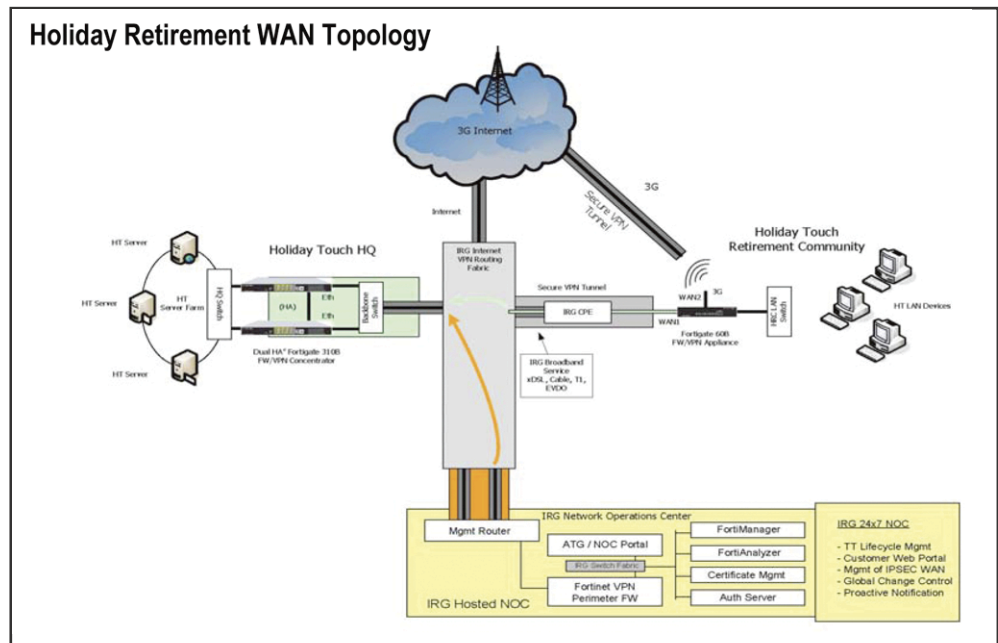 Holiday Retirement WAN Topology
3G Internet
3G
Secure VPN
Tunnel
Internet
Holiday Touch
Retirement Community
Holiday Touch HQ
IRG Internet
VPN Routing
Fabric
HT Server
HT Server
HT Server
HT
Server Farm
HQ Switch
(HA)
Eth
Eth
Backbone
Switch
Dual HA* Fortigate 310B
FW/VPN Concentrator
Secure VPN Tunnel
IRG CPE
WAN2
3G
WAN1
Fortigate 60B
FW/VPN Appliance
HRC LAN
Switch
HT LAN Devices
IRG Broadband
Service
xDSL, Cable, T1,
EVDO
IRG Network Operations Center
Mgmt Router
ATG / NOC Portal
IRG Switch Fabric
Fortinet VPN
Perimeter FW
FortiManager
FortiAnalyzer
Certificate Mgmt
Auth Server
IRG Hosted NOC
IRG 24x7 NOC
- TT Lifecycle Mgmt
- Customer Web Portal
- Mgmt of IPSEC WAN
- Global Change Control
- Proactive Notification